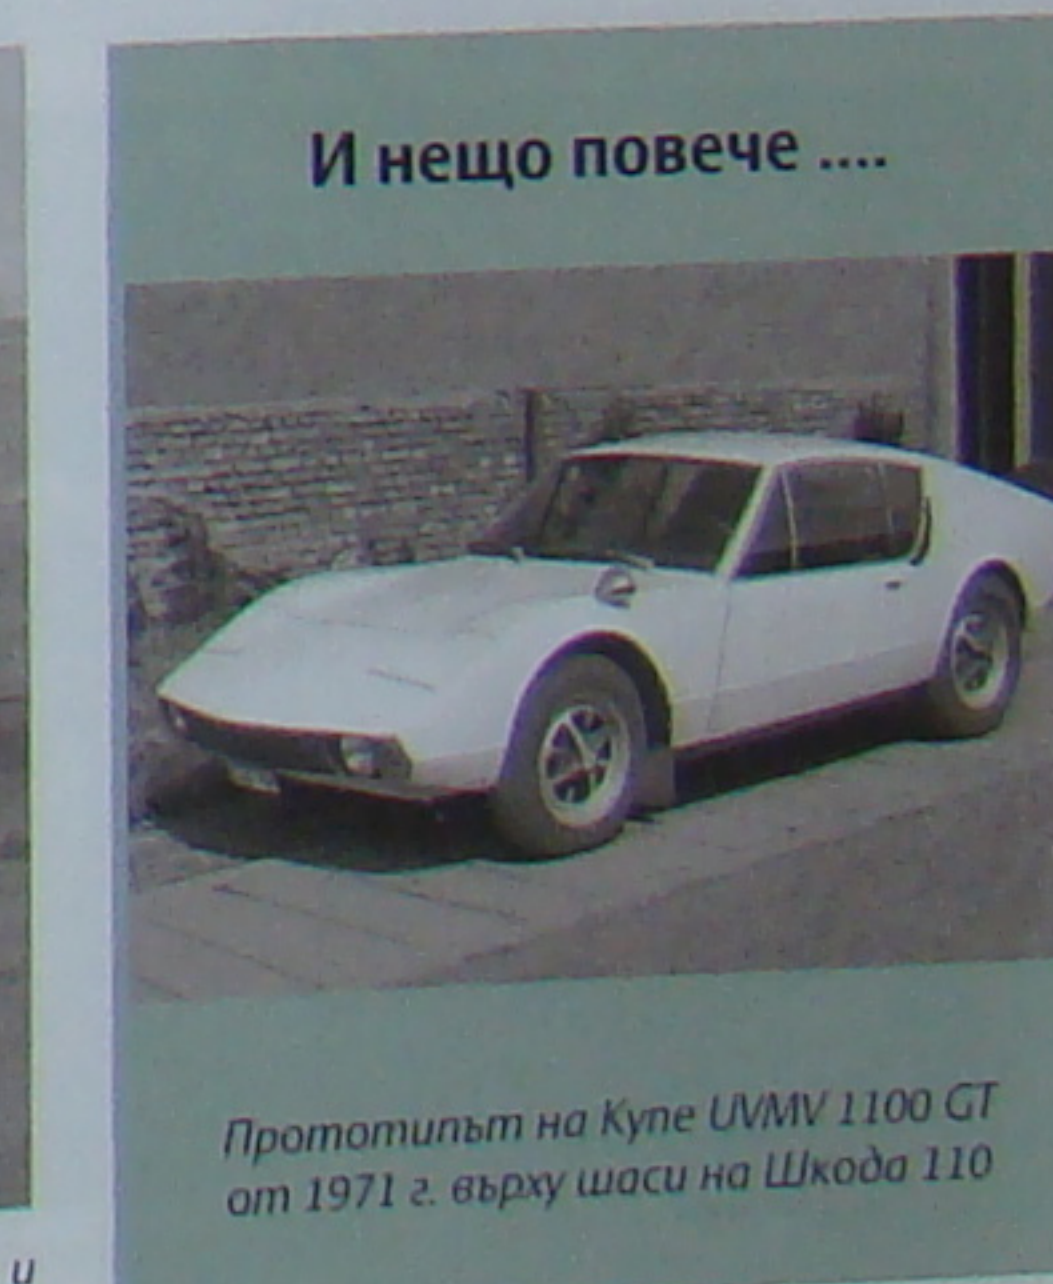 И нещо повече ....
Прототипът на Купе UVMV 1100 GT
от 1971 г. върху шаси на Шкода 110
и